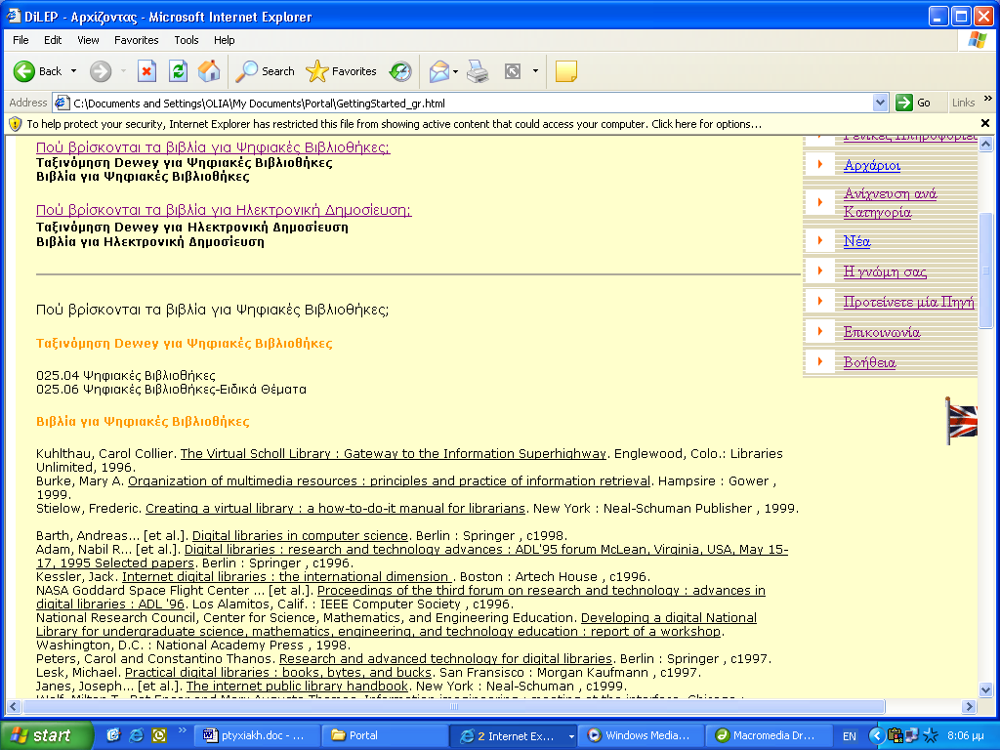 DiLEP - Αρχίζοντας - Microsoft Internet Explorer
File Edit View Favorites Tools Help
Back Search Favorites
Address C:\Documents and Settings\OLIA\My Documents\Portal\GettingStarted_gr.html Go Links »
To help protect your security, Internet Explorer has restricted this file from showing active content that could access your computer. Click here for options...
Πού βρίσκονται τα βιβλία για Ψηφιακές Βιβλιοθήκες;
Ταξινόμηση Dewey για Ψηφιακές Βιβλιοθήκες
Βιβλία για Ψηφιακές Βιβλιοθήκες
Πού βρίσκονται τα βιβλία για Ηλεκτρονική Δημοσίευση;
Ταξινόμηση Dewey για Ηλεκτρονική Δημοσίευση
Βιβλία για Ηλεκτρονική Δημοσίευση
Πού βρίσκονται τα βιβλία για Ψηφιακές Βιβλιοθήκες;
Ταξινόμηση Dewey για Ψηφιακές Βιβλιοθήκες
025.04 Ψηφιακές Βιβλιοθήκες
025.06 Ψηφιακές Βιβλιοθήκες-Ειδικά Θέματα
Βιβλία για Ψηφιακές Βιβλιοθήκες
Kuhlthau, Carol Collier. The Virtual Scholl Library : Gateway to the Information Superhighway. Englewood, Colo.: Libraries
Unlimited, 1996.
Burke, Mary A. Organization of multimedia resources : principles and practice of information retrieval. Hampsire : Gower ,
1999.
Stielow, Frederic. Creating a virtual library : a how-to-do-it manual for librarians. New York : Neal-Schuman Publisher , 1999.
Barth, Andreas... [et al.]. Digital libraries in computer science. Berlin : Springer , c1998.
Adam, Nabil R... [et al.]. Digital libraries : research and technology advances : ADL'95 forum McLean, Virginia, USA, May 15-
17, 1995 Selected papers. Berlin : Springer , c1996.
Kessler, Jack. Internet digital libraries : the international dimension . Boston : Artech House , c1996.
NASA Goddard Space Flight Center ... [et al.]. Proceedings of the third forum on research and technology : advances in
digital libraries : ADL '96. Los Alamitos, Calif. : IEEE Computer Society , c1996.
National Research Council, Center for Science, Mathematics, and Engineering Education. Developing a digital National
Library for undergraduate science, mathematics, engineering, and technology education : report of a workshop.
Washington, D.C. : National Academy Press , 1998.
Peters, Carol and Constantino Thanos. Research and advanced technology for digital libraries. Berlin : Springer , c1997.
Lesk, Michael. Practical digital libraries : books, bytes, and bucks. San Fransisco : Morgan Kaufmann , c1997.
Janes, Joseph... [et al.]. The internet public library handbook. New York : Neal-Schuman , c1999.
Γενικές Πληροφορίες
Αρχάριοι
Ανίχνευση ανά
Κατηγορία
Νέα
Η γνώμη σας
Προτείνετε μία Πηγή
Επικοινωνία
Βοήθεια
start » ptyxiakh.doc - ... Portal 2 Internet Ex... Windows Media... Macromedia Dr... EN 8:06 μμ